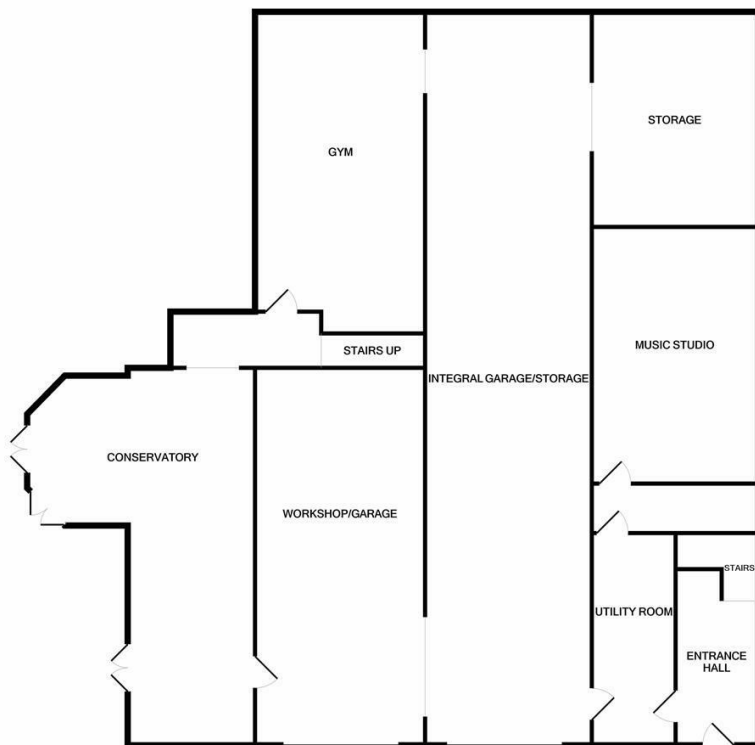 STORAGE
GYM
MUSIC STUDIO
STAIRS UP
INTEGRAL GARAGE/STORAGE
CONSERVATORY
WORKSHOP/GARAGE
STAIRS
UTILITY ROOM
ENTRANCE
HALL